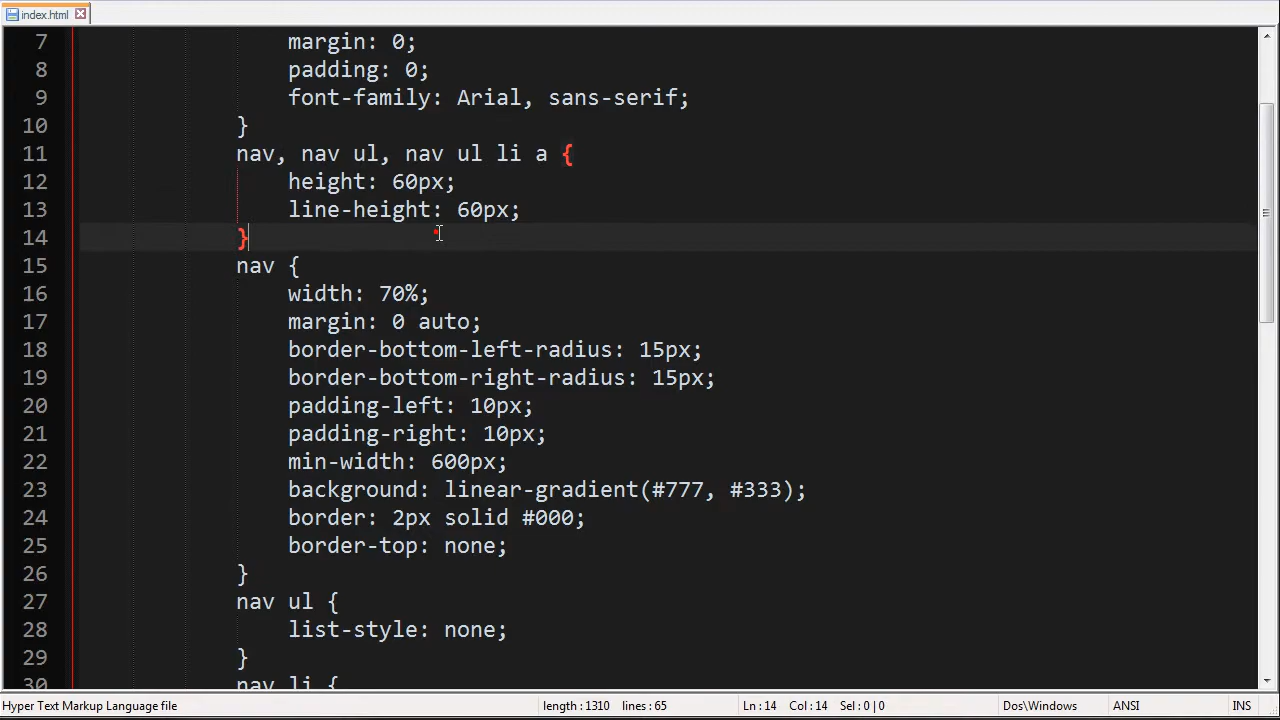 index.html
7 margin: 0;
8 padding: 0;
9 font-family: Arial, sans-serif;
10 }
11 nav, nav ul, nav ul li a {
12 height: 60px;
13 line-height: 60px;
14 }
15 nav {
16 width: 70%;
17 margin: 0 auto;
18 border-bottom-left-radius: 15px;
19 border-bottom-right-radius: 15px;
20 padding-left: 10px;
21 padding-right: 10px;
22 min-width: 600px;
23 background: linear-gradient(#777, #333);
24 border: 2px solid #000;
25 border-top: none;
26 }
27 nav ul {
28 list-style: none;
29 }
30 nav li {
Hyper Text Markup Language file length : 1310 lines : 65 Ln : 14 Col : 14 Sel : 0 | 0 Dos\Windows ANSI INS